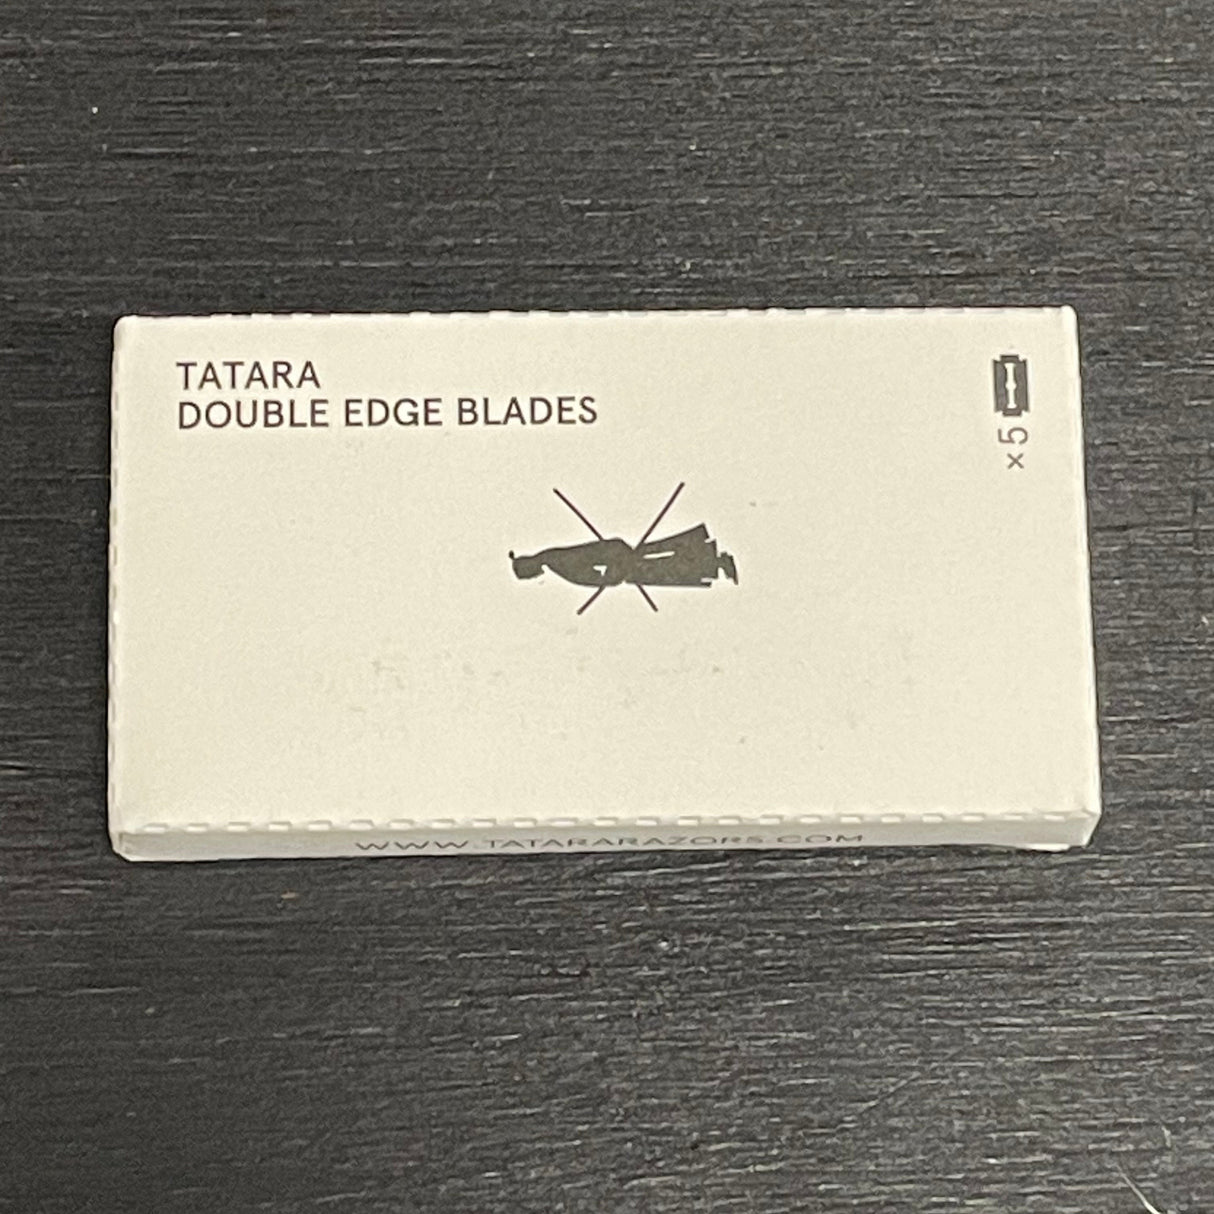 TATARA
DOUBLE EDGE BLADES
×5
WWW.TATARARAZORS.COM